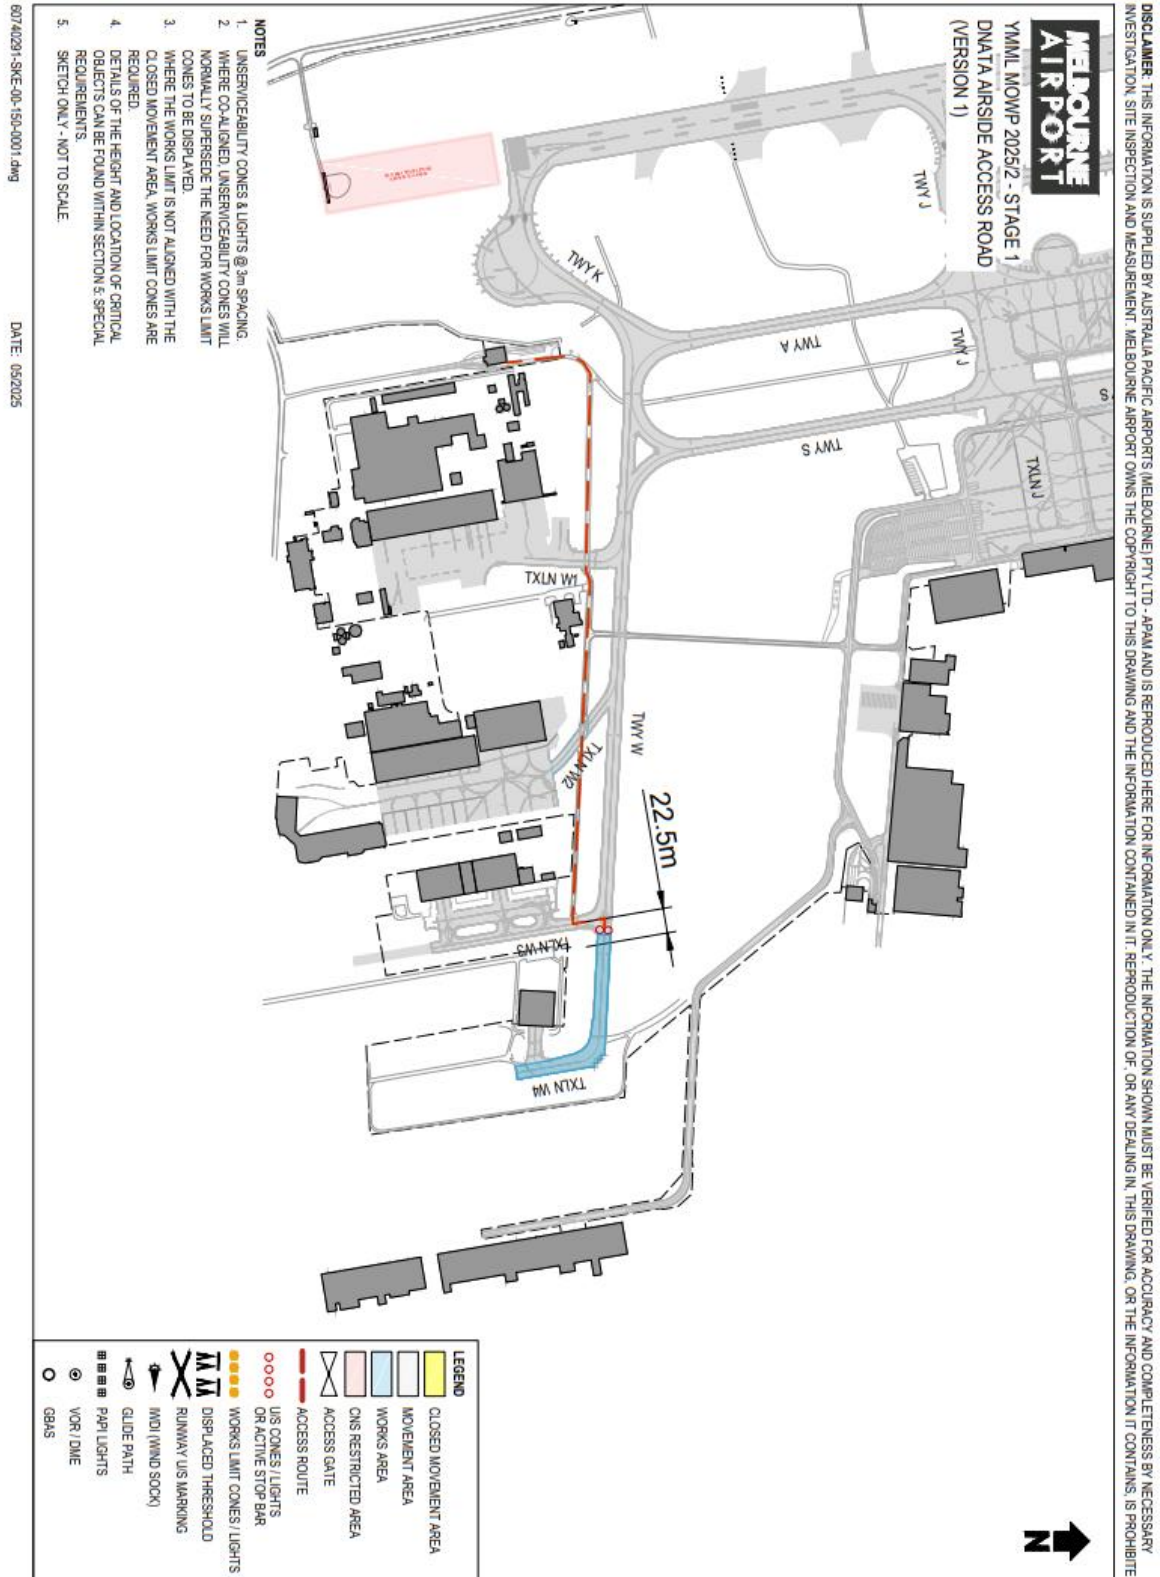 DISCLAIMER: THIS INFORMATION IS SUPPLIED BY AUSTRALIA PACIFIC AIRPORTS (MELBOURNE) PTY LTD - APAM AND IS REPRODUCED HERE FOR INFORMATION ONLY. THE INFORMATION SHOWN MUST BE VERIFIED FOR ACCURACY AND COMPLETENESS BY NECESSARY
INVESTIGATION, SITE INSPECTION AND MEASUREMENT. MELBOURNE AIRPORT OWNS THE COPYRIGHT TO THIS DRAWING AND THE INFORMATION CONTAINED IN IT. REPRODUCTION OF, OR ANY DEALING IN, THIS DRAWING, OR THE INFORMATION IT CONTAINS, IS PROHIBITE
MELBOURNE
AIRPORT
YMML MOWP 2025/2 - STAGE 1
DNATA AIRSIDE ACCESS ROAD
(VERSION 1)
TWY J
TWY J
S
TXLN J
TWY K
TWY A
TWY S
TXLN W1
TWY W
TXLN W2
22.5m
TXLN W3
TXLN W4
NOTES
1. UNSERVICEABILITY CONES & LIGHTS @ 3m SPACING.
2. WHERE CO-ALIGNED, UNSERVICEABILITY CONES WILL
NORMALLY SUPERSEDE THE NEED FOR WORKS LIMIT
CONES TO BE DISPLAYED.
3. WHERE THE WORKS LIMIT IS NOT ALIGNED WITH THE
CLOSED MOVEMENT AREA, WORKS LIMIT CONES ARE
REQUIRED.
4. DETAILS OF THE HEIGHT AND LOCATION OF CRITICAL
OBJECTS CAN BE FOUND WITHIN SECTION 5: SPECIAL
REQUIREMENTS.
5. SKETCH ONLY - NOT TO SCALE.
LEGEND
CLOSED MOVEMENT AREA
MOVEMENT AREA
WORKS AREA
CNS RESTRICTED AREA
ACCESS GATE
ACCESS ROUTE
U/S CONES / LIGHTS
OR ACTIVE STOP BAR
WORKS LIMIT CONES / LIGHTS
DISPLACED THRESHOLD
RUNWAY U/S MARKING
IWDI (WIND SOCK)
GLIDE PATH
PAPI LIGHTS
VOR / DME
GBAS
N
60740291-SKE-00-150-0001.dwg
DATE: 05/2025